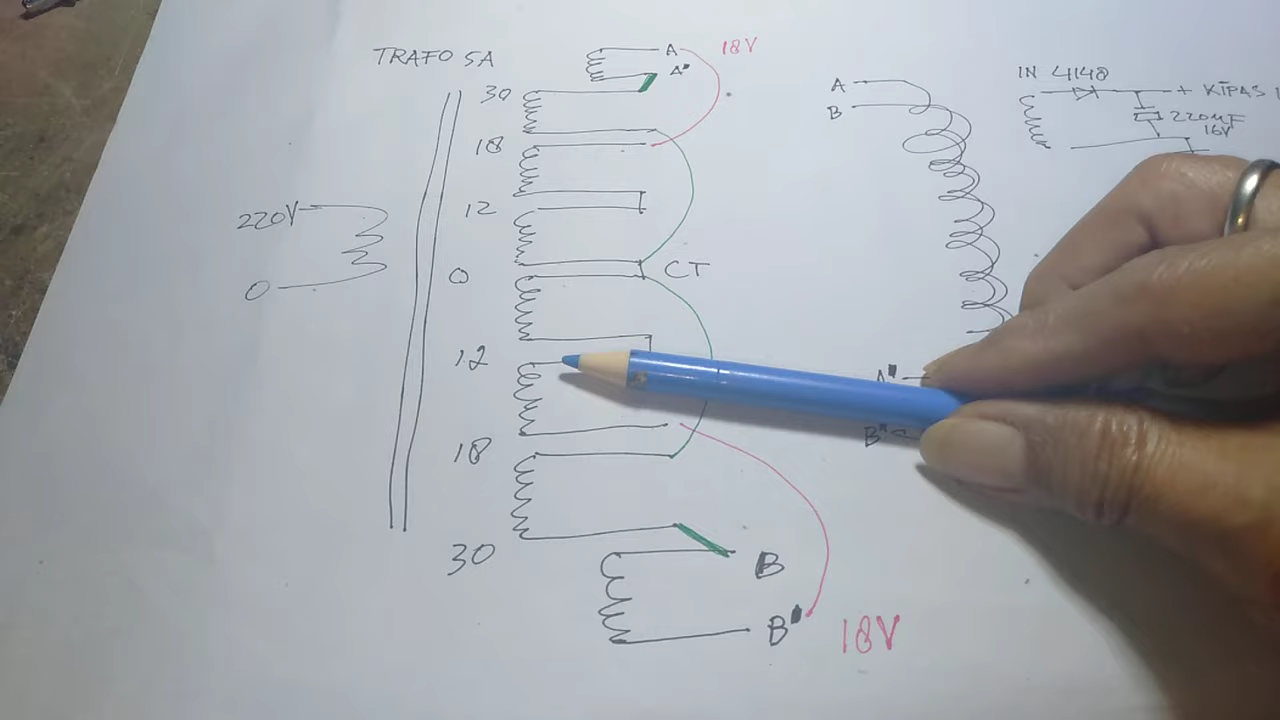 TRAFO 5A
A
18V
A"
30
18
12
220V
0
CT
0
12
18
30
B
B"
18V
A
B
A"
B"
IN 4148
+ KIPAS
220MF
16V